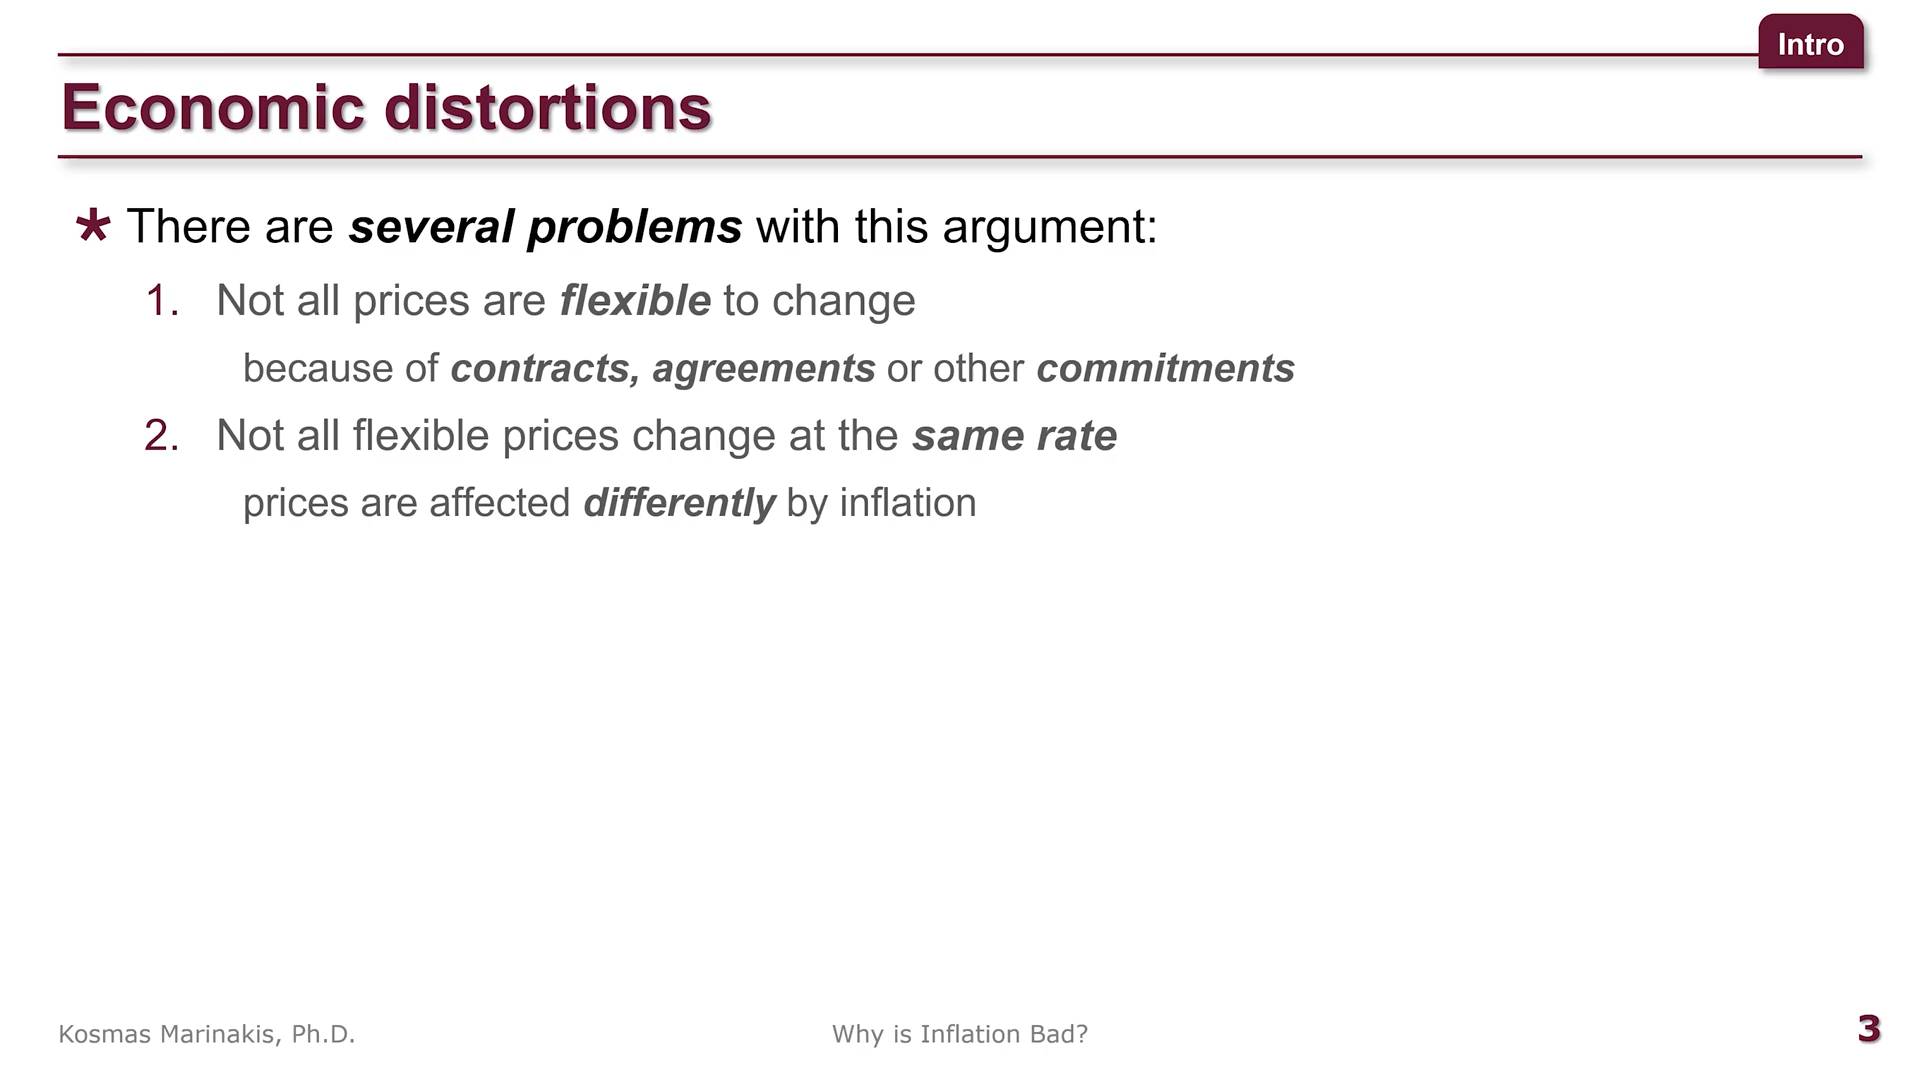 Intro
Economic distortions
* There are several problems with this argument:
1. Not all prices are flexible to change
because of contracts, agreements or other commitments
2. Not all flexible prices change at the same rate
prices are affected differently by inflation
Kosmas Marinakis, Ph.D. Why is Inflation Bad? 3